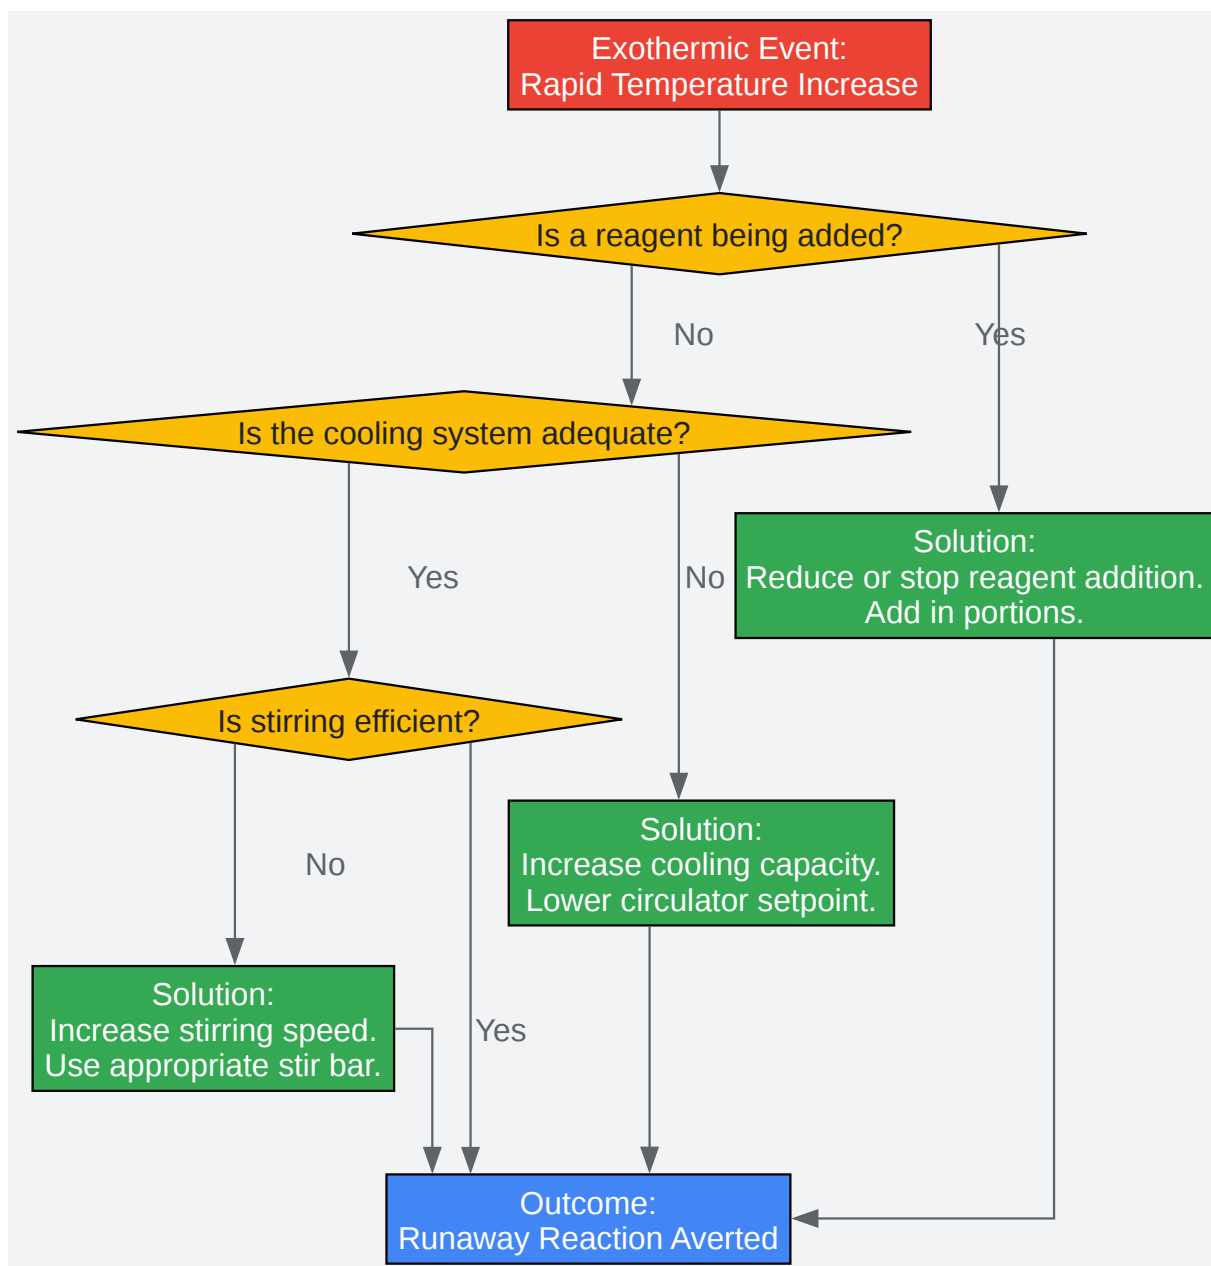 Exothermic Event:
Rapid Temperature Increase
Is a reagent being added?
No
Yes
Is the cooling system adequate?
Yes
No
Solution:
Reduce or stop reagent addition.
Add in portions.
Is stirring efficient?
No
Yes
Solution:
Increase cooling capacity.
Lower circulator setpoint.
Solution:
Increase stirring speed.
Use appropriate stir bar.
Outcome:
Runaway Reaction Averted